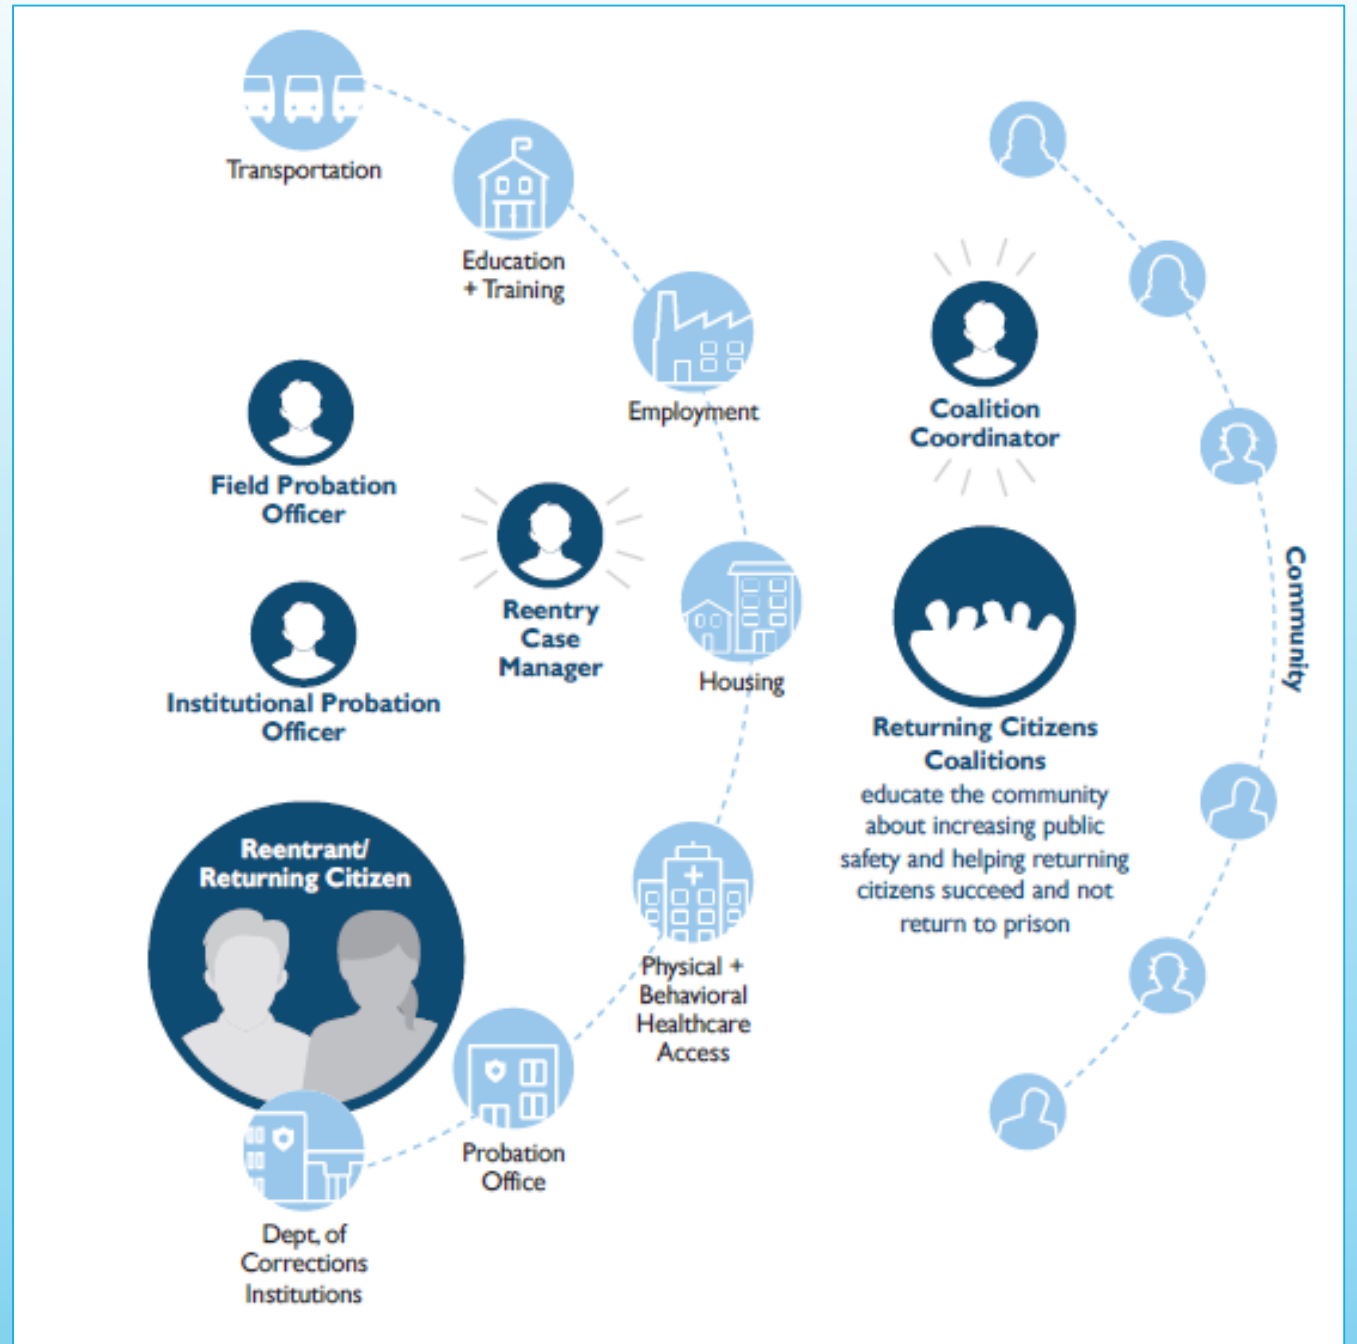 Transportation
Education
+ Training
Employment
Field Probation
Officer
Reentry
Case
Manager
Institutional Probation
Officer
Housing
Reentrant/
Returning Citizen
Physical +
Behavioral
Healthcare
Access
Probation
Office
Dept. of
Corrections
Institutions
Coalition
Coordinator
Returning Citizens
Coalitions
educate the community
about increasing public
safety and helping returning
citizens succeed and not
return to prison
Community